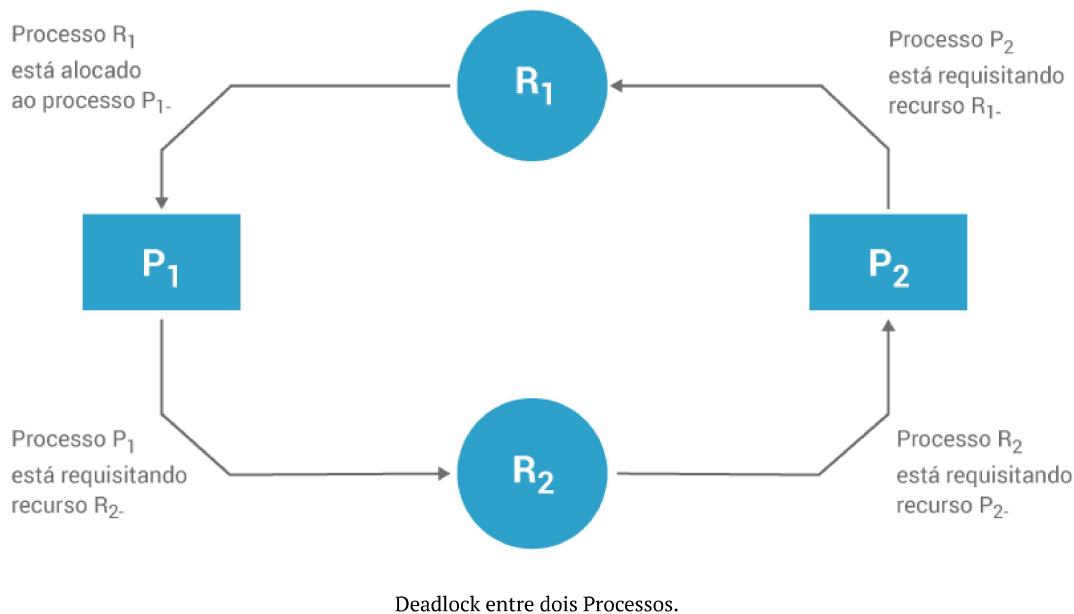 Processo R₁
está alocado
ao processo P₁-
R₁
Processo P₂
está requisitando
recurso R₁-
P₁
P₂
Processo P₁
está requisitando
recurso R₂-
R₂
Processo R₂
está requisitando
recurso P₂-
Deadlock entre dois Processos.